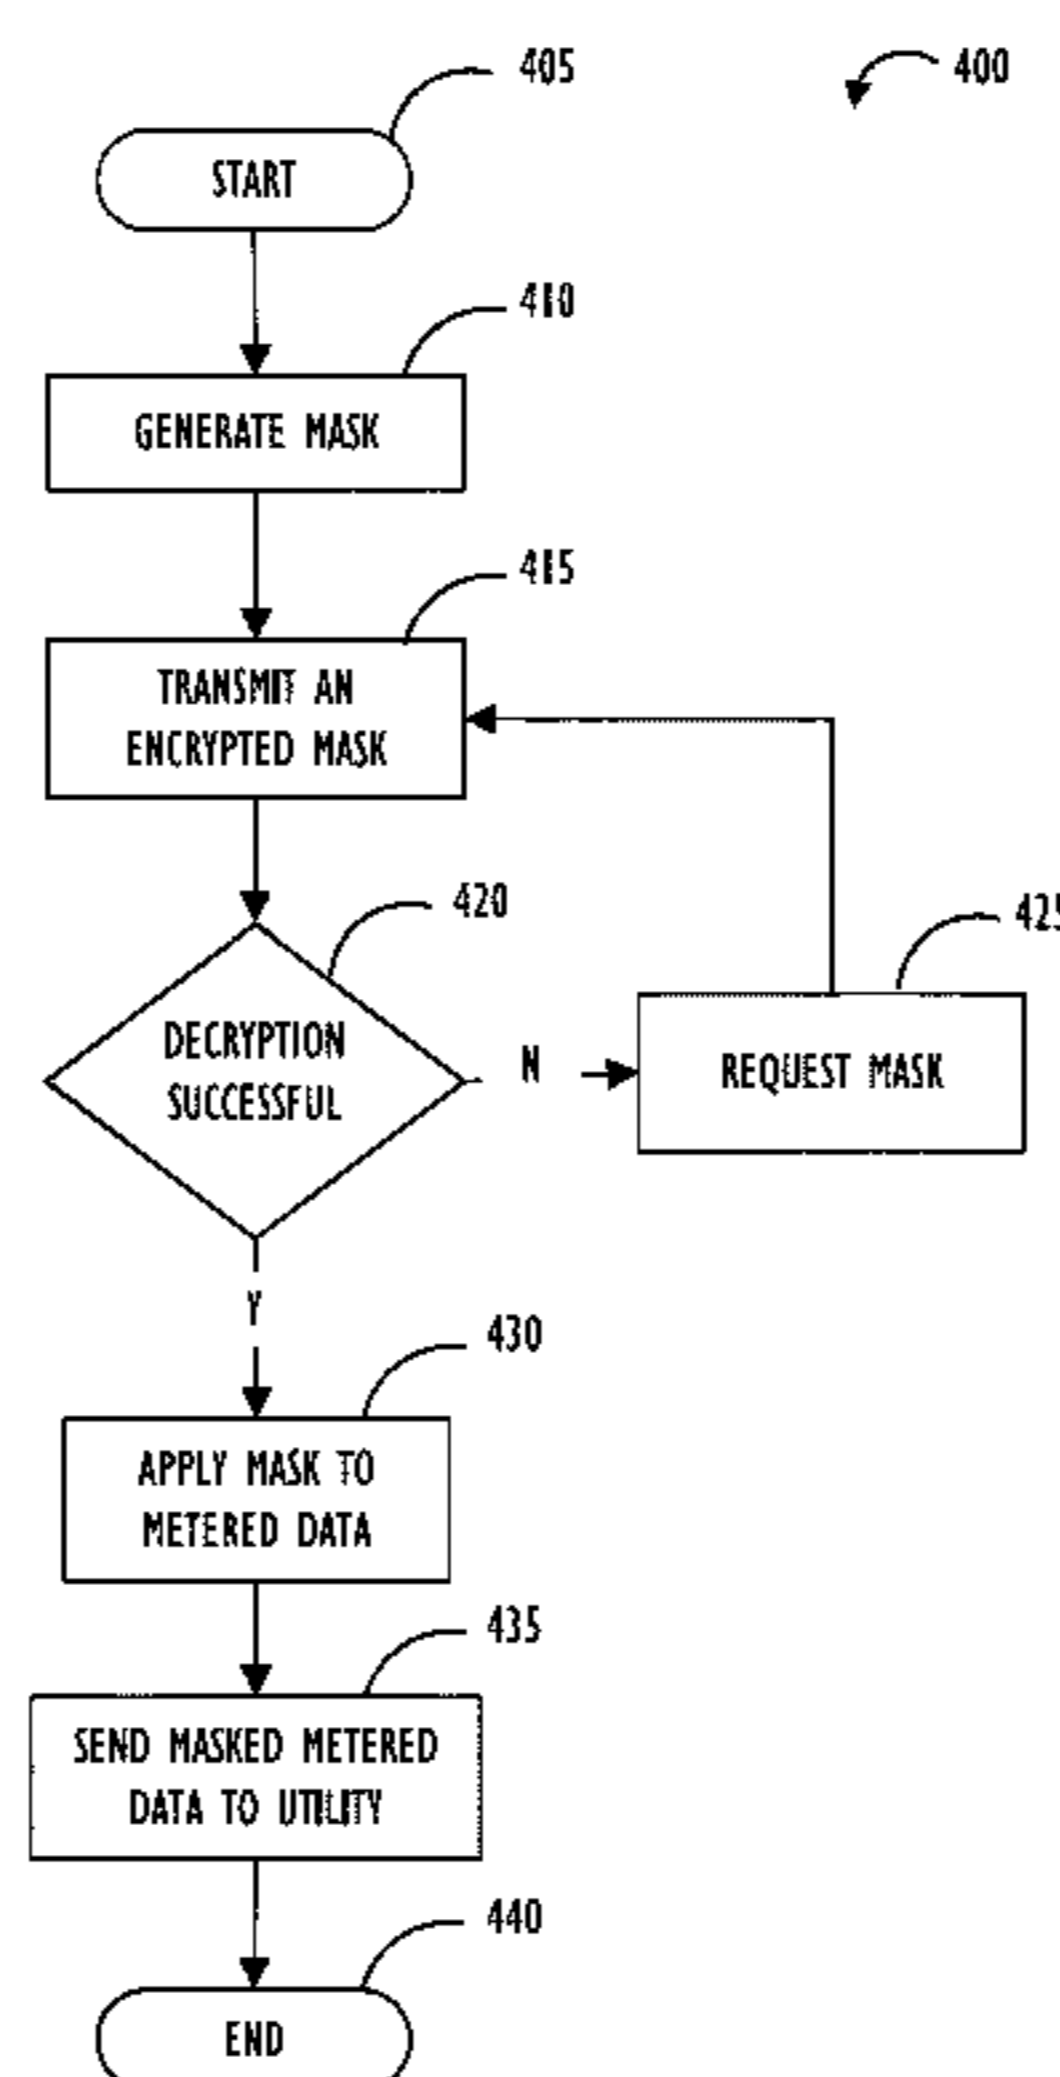 405
400
START
410
GENERATE MASK
415
TRANSMIT AN
ENCRYPTED MASK
420
425
DECRYPTION
SUCCESSFUL
N
REQUEST MASK
Y
430
APPLY MASK TO
METERED DATA
435
SEND MASKED METERED
DATA TO UTILITY
440
END